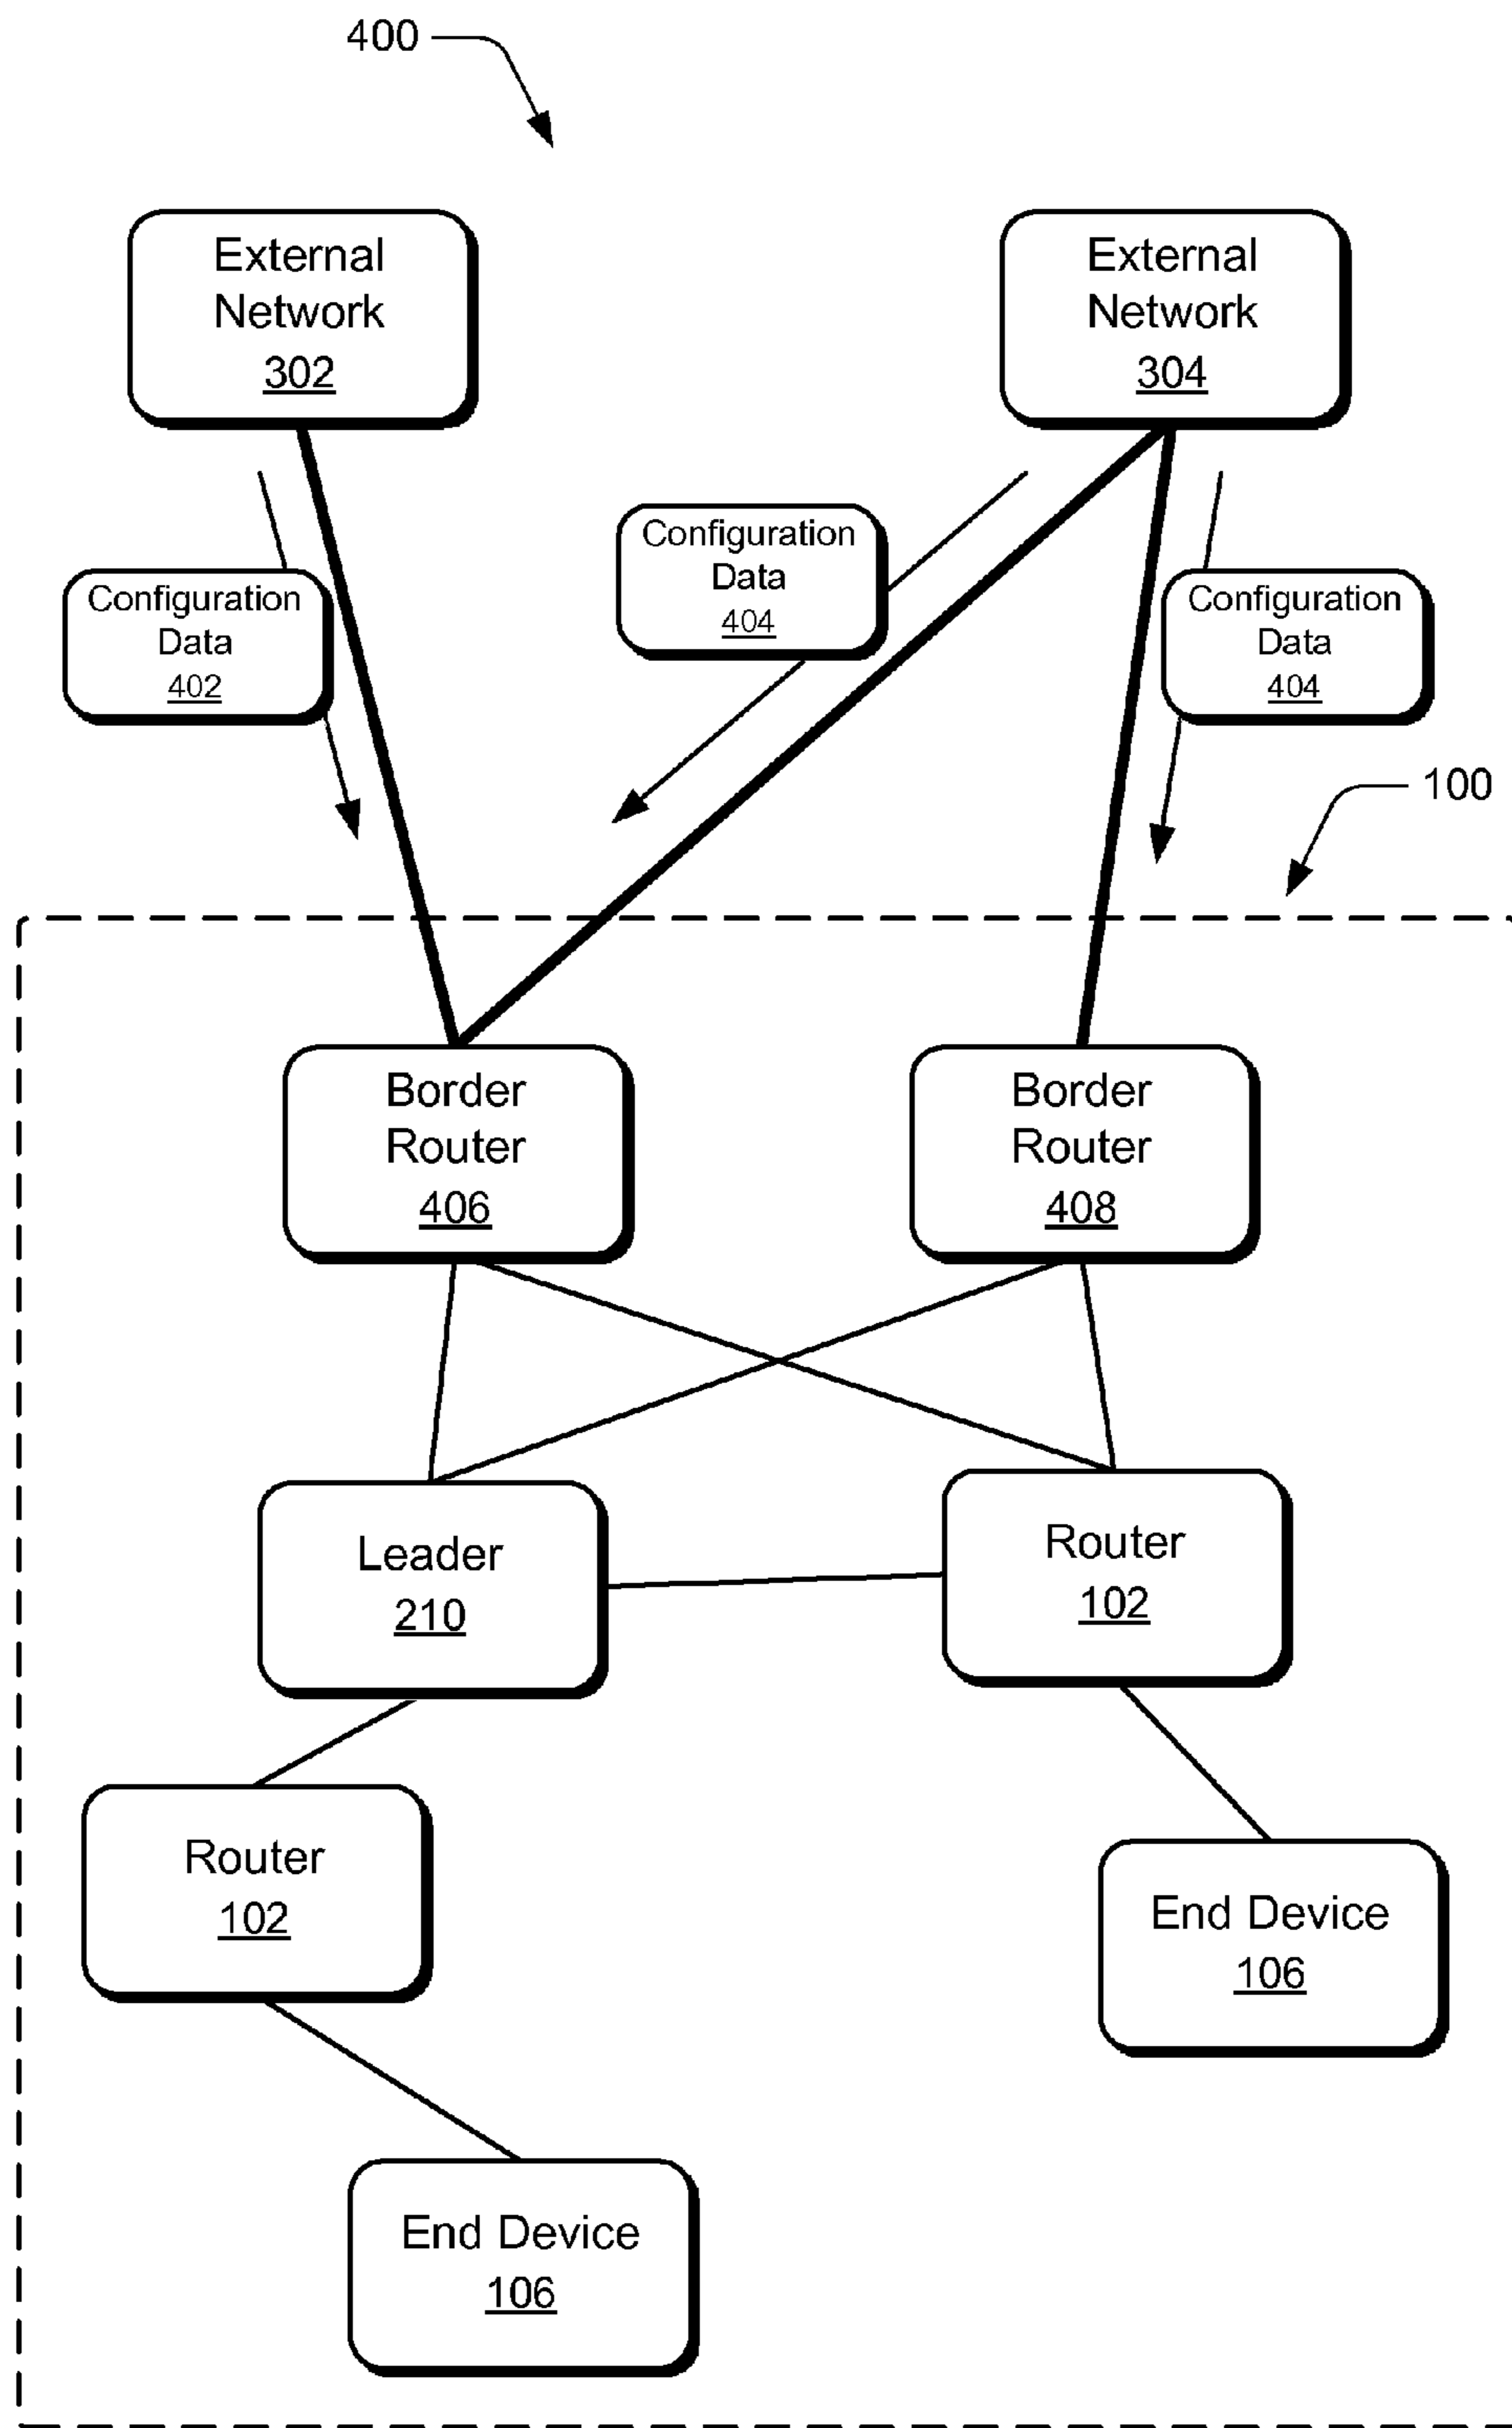 400
External
Network
302
External
Network
304
Configuration
Data
404
Configuration
Data
402
Configuration
Data
404
100
Border
Router
406
Border
Router
408
Leader
210
Router
102
Router
102
End Device
106
End Device
106